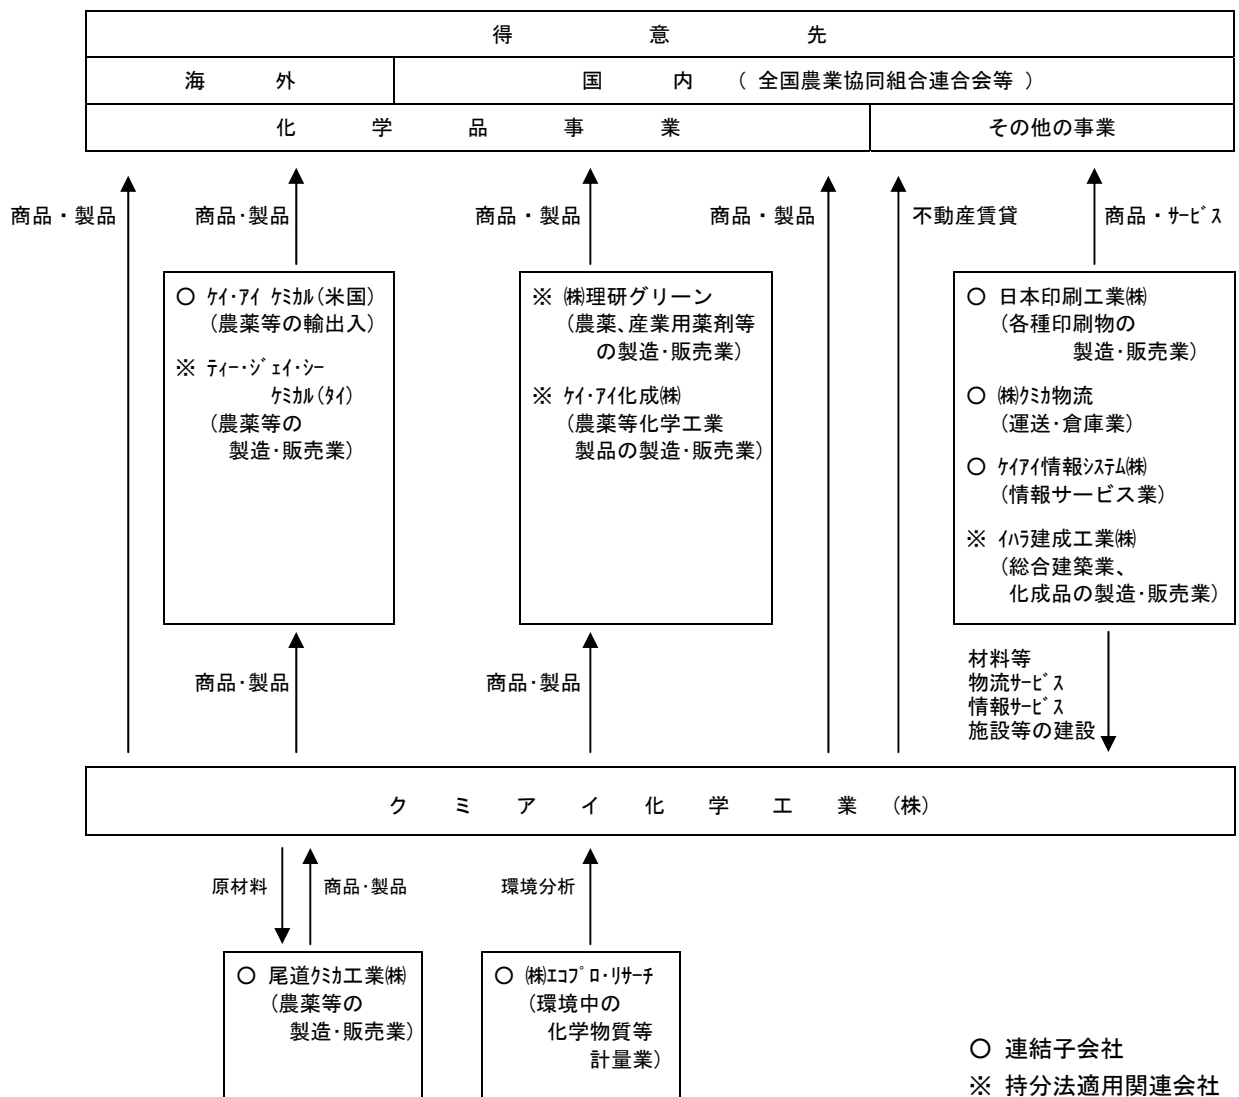 得意先
海外
国内 （ 全国農業協同組合連合会等 ）
化学品事業
その他の事業
商品・製品
商品・製品
商品・製品
商品・製品
不動産賃貸
商品・ｻｰﾋﾞｽ
○ ｹｲ・ｱｲ ｹﾐｶﾙ(米国)
(農薬等の輸出入)
※ ﾃｨｰ・ｼﾞｪｲ・ｼｰ
ｹﾐｶﾙ(ﾀｲ)
(農薬等の
製造・販売業)
※ ㈱理研グリーン
(農薬、産業用薬剤等
の製造・販売業)
※ ｹｲ・ｱｲ化成㈱
(農薬等化学工業
製品の製造・販売業)
○ 日本印刷工業㈱
(各種印刷物の
製造・販売業)
○ ㈱ｸﾐｶ物流
(運送・倉庫業)
○ ｹｲｱｲ情報ｼｽﾃﾑ㈱
(情報サービス業)
※ ｲﾊﾗ建成工業㈱
(総合建築業、
化成品の製造・販売業)
商品・製品
商品・製品
材料等
物流ｻｰﾋﾞｽ
情報ｻｰﾋﾞｽ
施設等の建設
クミアイ化学工業(株)
原材料
商品・製品
環境分析
○ 尾道ｸﾐｶ工業㈱
(農薬等の
製造・販売業)
○ ㈱ｴｺﾌﾟﾛ・ﾘｻｰﾁ
(環境中の
化学物質等
計量業)
○ 連結子会社
※ 持分法適用関連会社